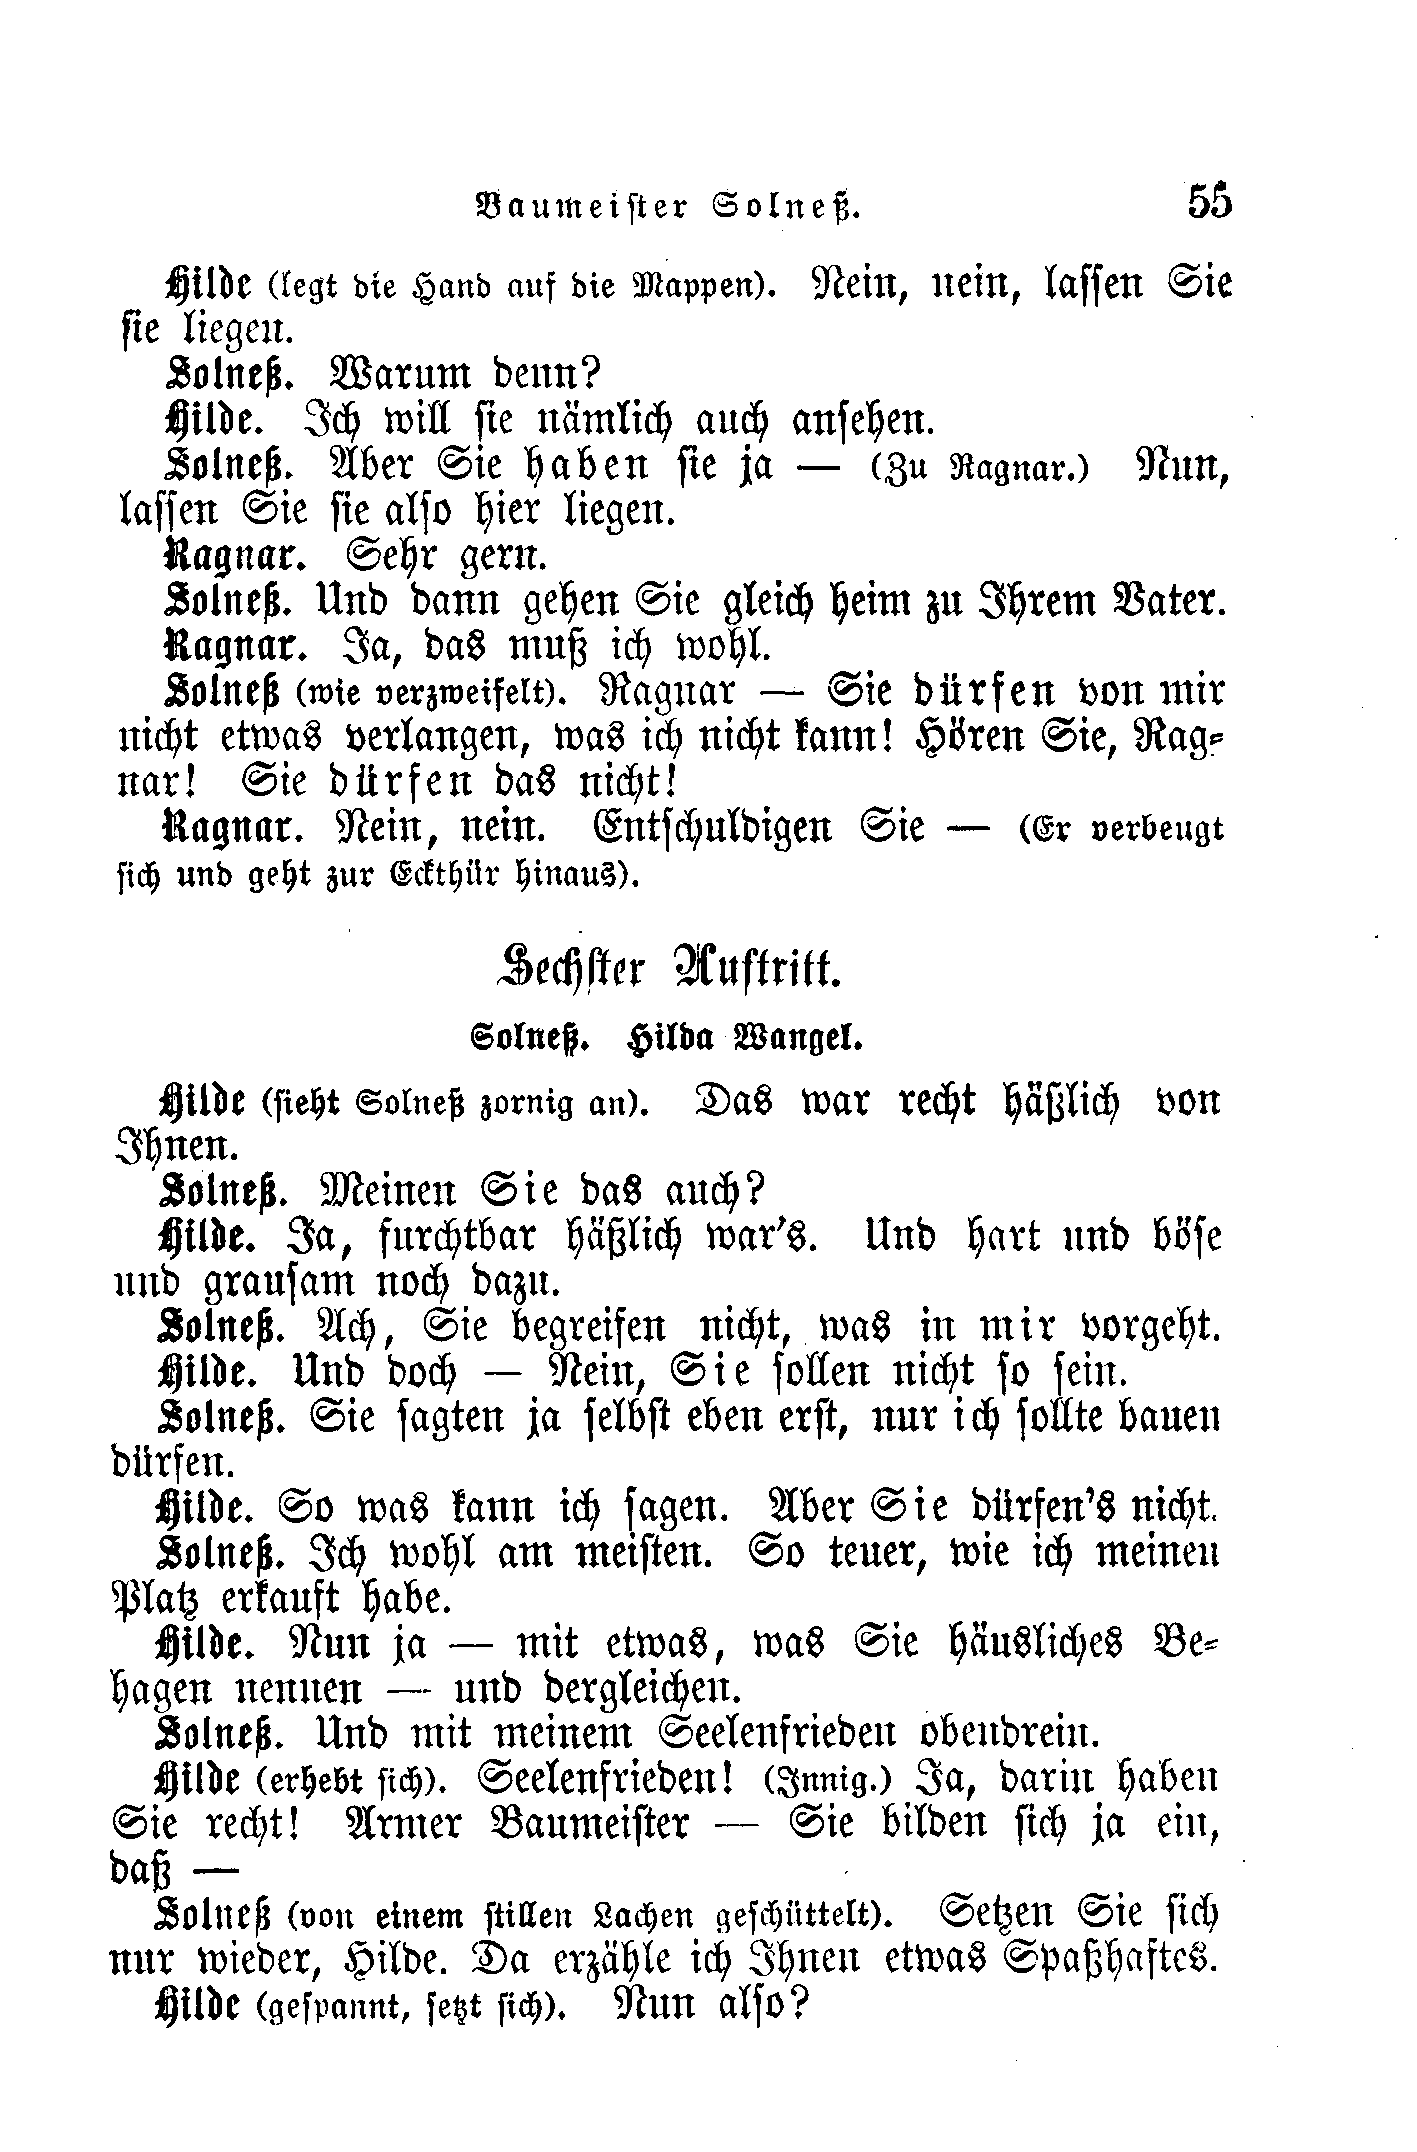 Baumeister Solneß. 55
Hilde (legt die Hand auf die Mappen). Nein, nein, lassen Sie
sie liegen.
Solneß. Warum denn?
Hilde. Ich will sie nämlich auch ansehen.
Solneß. Aber Sie haben sie ja — (Zu Ragnar.) Nun,
lassen Sie sie also hier liegen.
Ragnar. Sehr gern.
Solneß. Und dann gehen Sie gleich heim zu Ihrem Vater.
Ragnar. Ja, das muß ich wohl.
Solneß (wie verzweifelt). Ragnar — Sie dürfen von mir
nicht etwas verlangen, was ich nicht kann! Hören Sie, Rag-
nar! Sie dürfen das nicht!
Ragnar. Nein, nein. Entschuldigen Sie — (Er verbeugt
sich und geht zur Eckthür hinaus).
Sechster Auftritt.
Solneß. Hilda Wangel.
Hilde (sieht Solneß zornig an). Das war recht häßlich von
Ihnen.
Solneß. Meinen Sie das auch?
Hilde. Ja, furchtbar häßlich war's. Und hart und böse
und grausam noch dazu.
Solneß. Ach, Sie begreifen nicht, was in mir vorgeht.
Hilde. Und doch — Nein, Sie sollen nicht so sein.
Solneß. Sie sagten ja selbst eben erst, nur ich sollte bauen
dürfen.
Hilde. So was kann ich sagen. Aber Sie dürfen's nicht.
Solneß. Ich wohl am meisten. So teuer, wie ich meinen
Platz erkauft habe.
Hilde. Nun ja — mit etwas, was Sie häusliches Be-
hagen nennen — und dergleichen.
Solneß. Und mit meinem Seelenfrieden obendrein.
Hilde (erhebt sich). Seelenfrieden! (Innig.) Ja, darin haben
Sie recht! Armer Baumeister — Sie bilden sich ja ein,
daß —
Solneß (von einem stillen Lachen geschüttelt). Setzen Sie sich
nur wieder, Hilde. Da erzähle ich Ihnen etwas Spaßhaftes.
Hilde (gespannt, setzt sich). Nun also?